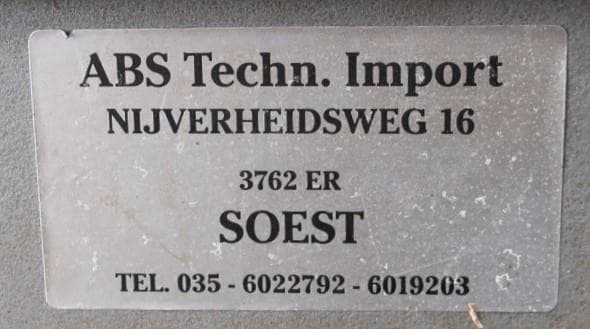 ABS Techn. Import
NIJVERHEIDSWEG 16
3762 ER
SOEST
TEL. 035 - 6022792 - 6019203